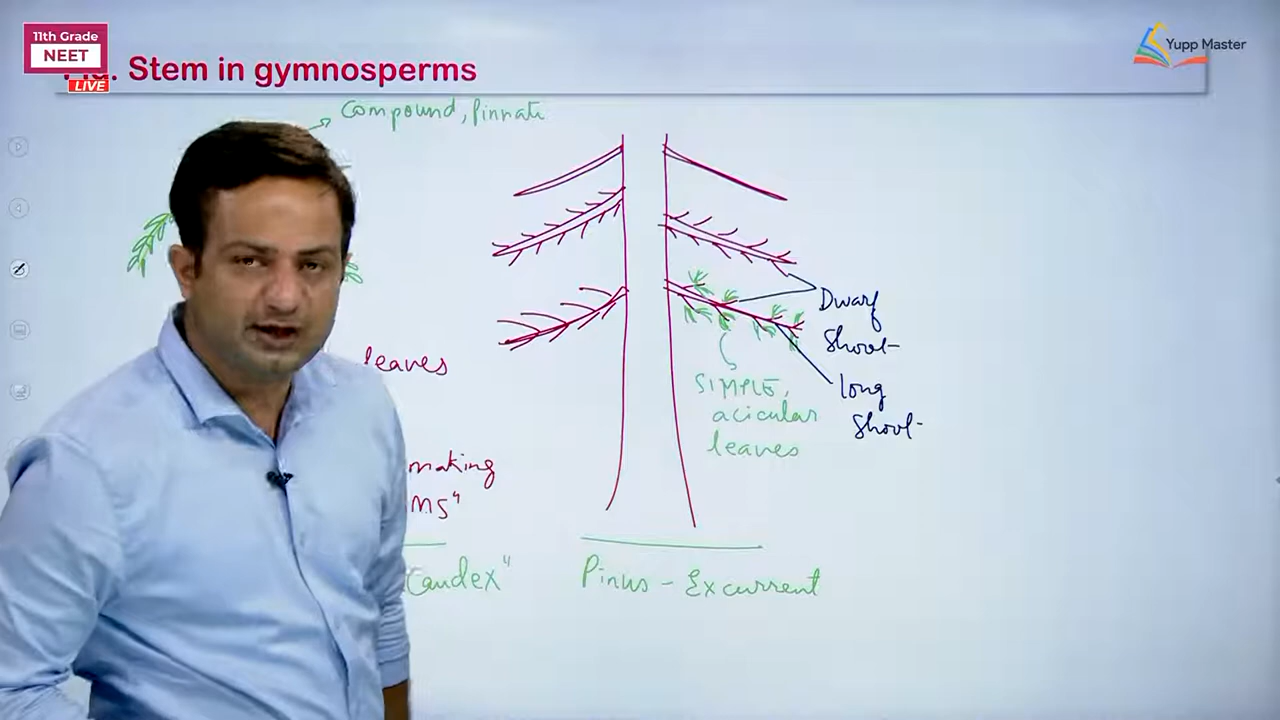 11th Grade
NEET
LIVE
Yupp Master
Stem in gymnosperms
Compound, Pinnate
leaves
making
MS"
Caudex"
Dwarf
Shoot
long
Shoot
SIMPLE,
acicular
leaves
Pinus - Excurrent